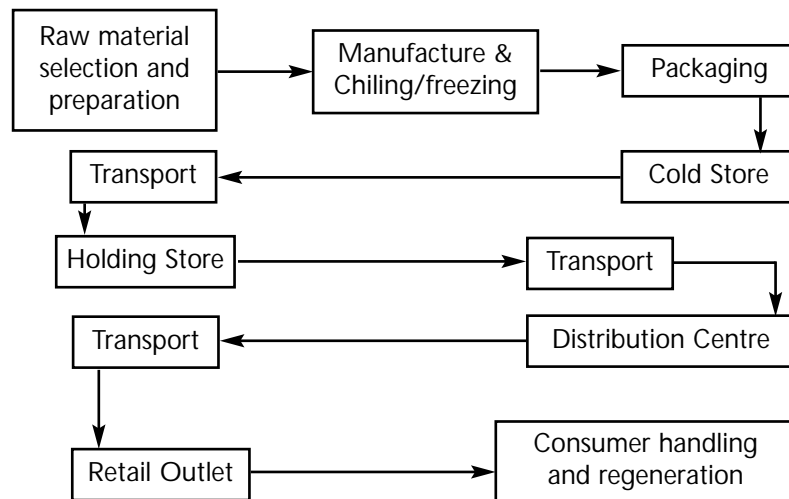 Raw material
selection and
preparation
Manufacture &
Chiling/freezing
Packaging
Transport
Cold Store
Holding Store
Transport
Transport
Distribution Centre
Retail Outlet
Consumer handling
and regeneration